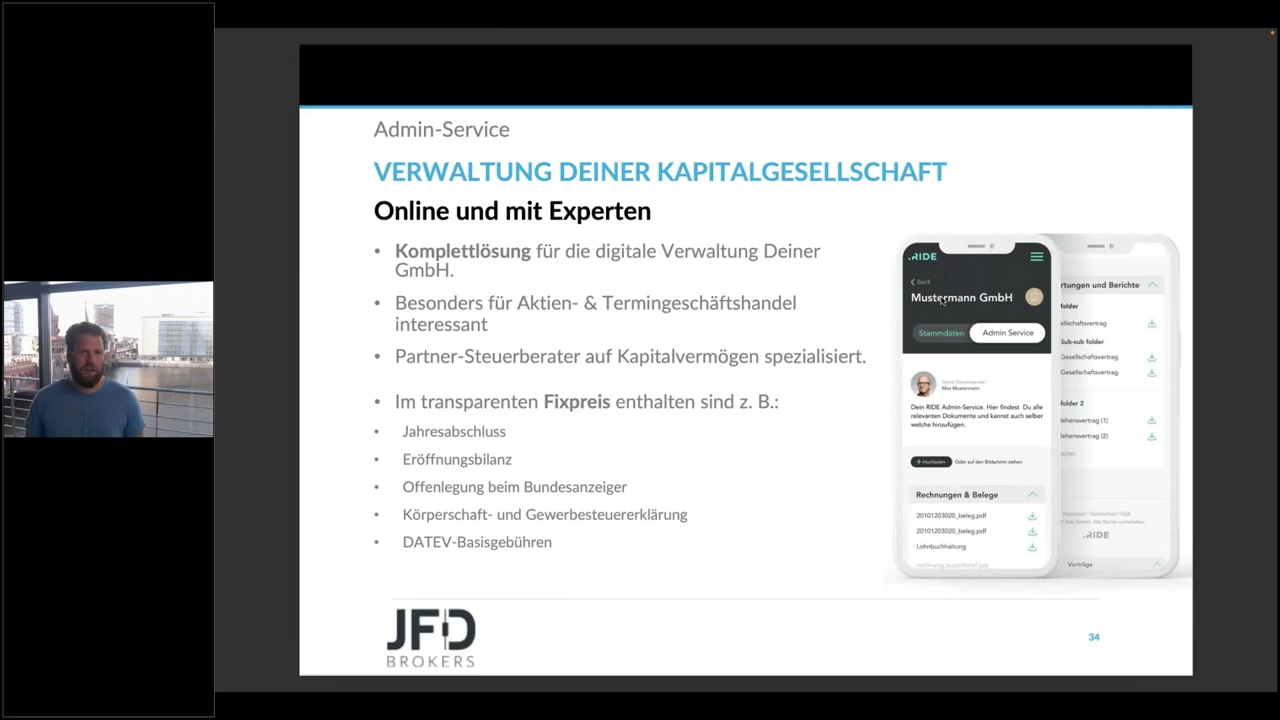 Admin-Service
VERWALTUNG DEINER KAPITALGESELLSCHAFT
Online und mit Experten
• Komplettlösung für die digitale Verwaltung Deiner
GmbH.
• Besonders für Aktien- & Termingeschäftshandel
interessant
• Partner-Steuerberater auf Kapitalvermögen spezialisiert.
• Im transparenten Fixpreis enthalten sind z. B.:
• Jahresabschluss
• Eröffnungsbilanz
• Offenlegung beim Bundesanzeiger
• Körperschaft- und Gewerbesteuererklärung
• DATEV-Basisgebühren
.RIDE
Back
Mustermann GmbH
Stammdaten
Admin Service
Max Mustermann
Dein RIDE Admin-Service. Hier findest Du alle
relevanten Dokumente und kannst auch selber
welche hinzufügen.
+ Hochladen
Oder auf den Bildschirm ziehen
Rechnungen & Belege
20101203020_beleg.pdf
20101203020_beleg.pdf
Lohnbuchhaltung
rtungen und Berichte
folder
ellschaftsvertrag
Sub-sub folder
Gesellschaftsvertrag
Gesellschaftsvertrag
folder 2
lehensvertrag (1)
lehensvertrag (2)
.RIDE
Verträge
JFD
BROKERS
34